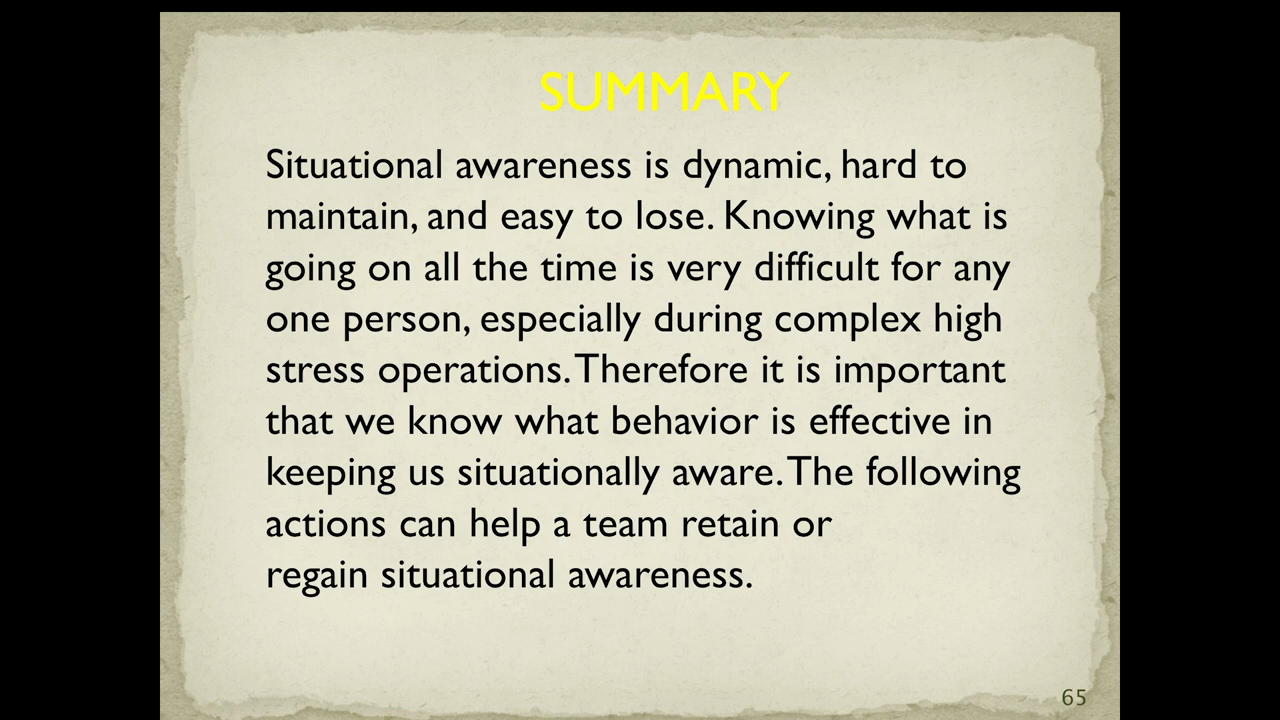 SUMMARY
Situational awareness is dynamic, hard to
maintain, and easy to lose. Knowing what is
going on all the time is very difficult for any
one person, especially during complex high
stress operations. Therefore it is important
that we know what behavior is effective in
keeping us situationally aware. The following
actions can help a team retain or
regain situational awareness.
65